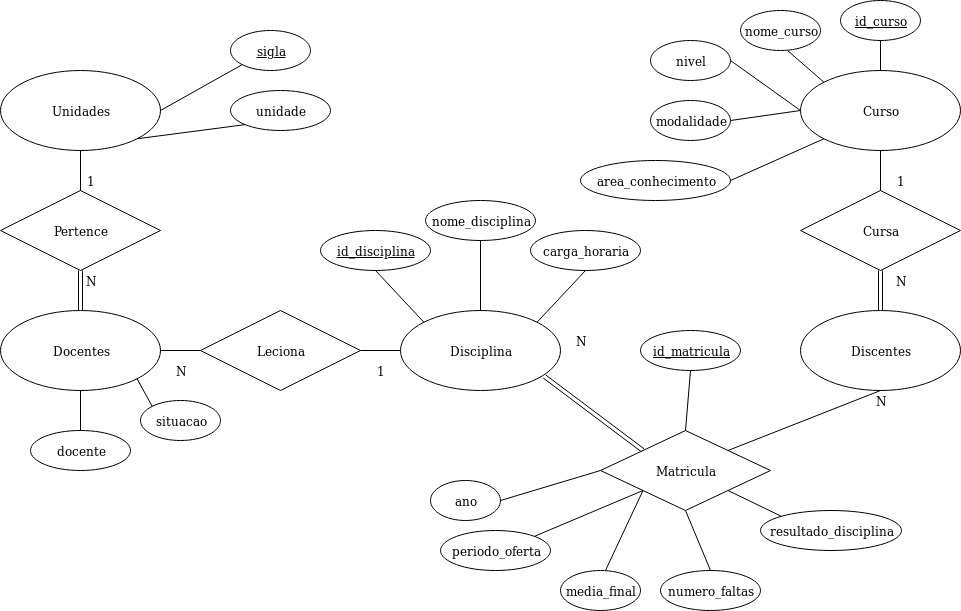 id_curso
nome_curso
sigla
nivel
unidade
Unidades
Curso
modalidade
area_conhecimento
1
1
nome_disciplina
Pertence
Cursa
id_disciplina
carga_horaria
N
N
N
Docentes
Leciona
Disciplina
id_matricula
Discentes
N
1
N
situacao
docente
Matricula
ano
resultado_disciplina
periodo_oferta
media_final
numero_faltas